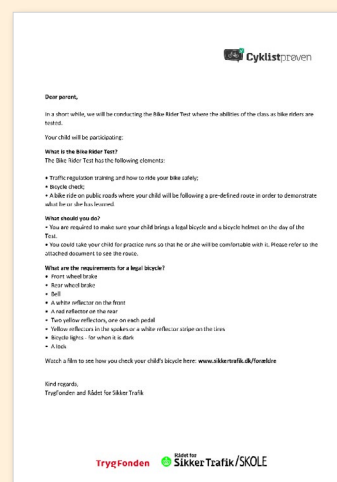 Cyklistprøven
Dear parent,
In a short while, we will be conducting the Bike Rider Test where the abilities of the class as bike riders are
tested.
Your child will be participating:
What is the Bike Rider Test?
The Bike Rider Test has the following elements:
• Traffic regulation training and how to ride your bike safely;
• Bicycle check;
• A bike ride on public roads where your child will be following a pre-defined route in order to demonstrate
what he or she has learned.
What should you do?
• You are required to make sure your child brings a legal bicycle and a bicycle helmet on the day of the
Test.
• You could take your child for practice runs so that he or she will be comfortable with it. Please refer to the
attached document to see the route.
What are the requirements for a legal bicycle?
• Front wheel brake
• Rear wheel brake
• Bell
• A white reflector on the front
• A red reflector on the rear
• Two yellow reflectors, one on each pedal
• Yellow reflectors in the spokes or a white reflector stripe on the tires
• Bicycle lights - for when it is dark
• A lock
Watch a film to see how you check your child's bicycle here: www.sikkertrafik.dk/forældre
Kind regards,
TrygFonden and Rådet for Sikker Trafik
TrygFonden
Rådet for
Sikker Trafik/SKOLE